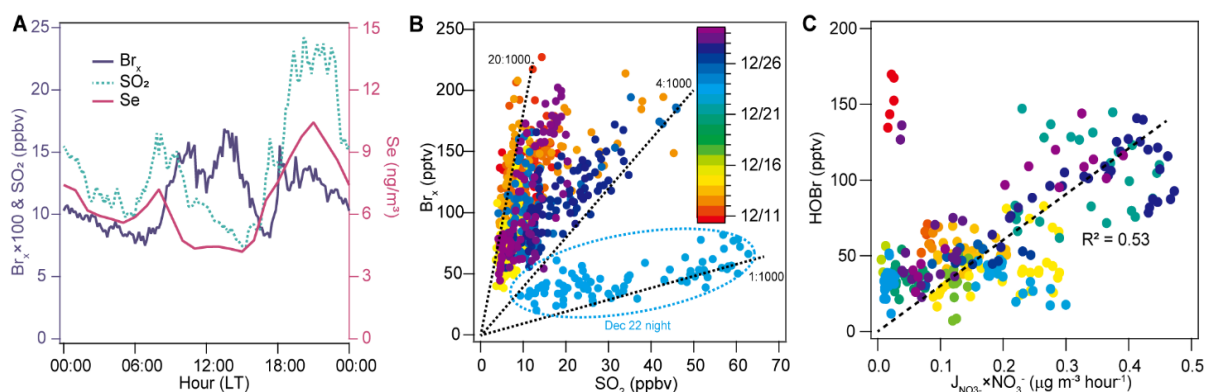 A
Br_x×100 & SO₂ (ppbv)
25
20
15
10
5
0
Br_x
SO₂
Se
15
12
9
6
3
0
Se (ng/m³)
00:00 06:00 12:00 18:00 00:00
Hour (LT)
B
Br_x (pptv)
250
200
150
100
50
0
20:1000
4:1000
1:1000
12/26
12/21
12/16
12/11
Dec 22 night
0 10 20 30 40 50 60 70
SO₂ (ppbv)
C
HOBr (pptv)
200
150
100
50
0
R² = 0.53
0.0 0.1 0.2 0.3 0.4 0.5
J_NO3-×NO₃⁻ (µg m⁻³ hour⁻¹)